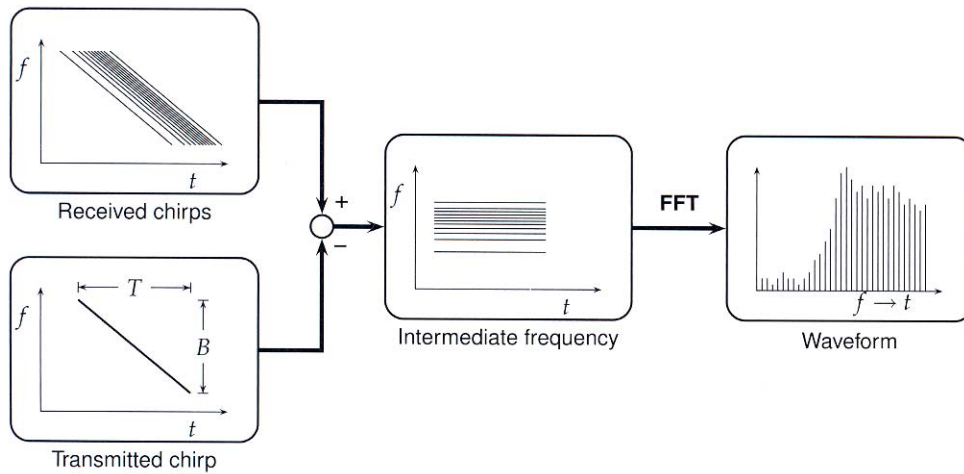 f
t
Received chirps
T
B
f
t
Transmitted chirp
+
−
f
t
Intermediate frequency
FFT
f → t
Waveform